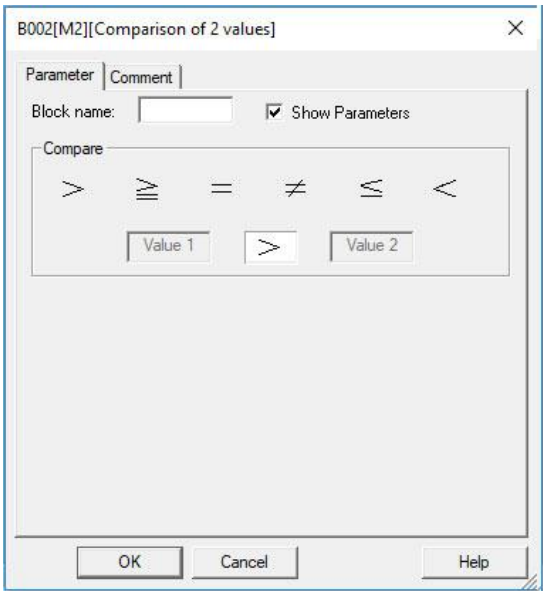 B002[M2][Comparison of 2 values]
Parameter Comment
Block name: Show Parameters
Compare
> ≧ = ≠ ≦ <
Value 1 > Value 2
OK Cancel Help